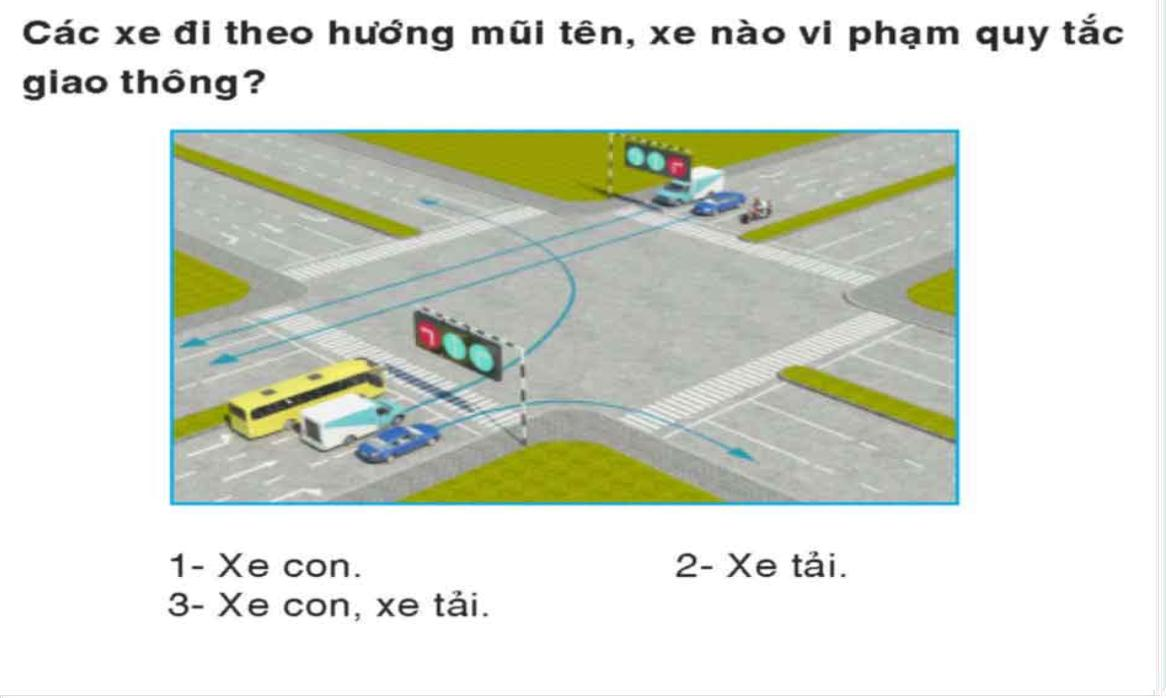 Các xe đi theo hướng mũi tên, xe nào vi phạm quy tắc
giao thông?
1- Xe con.
2- Xe tải.
3- Xe con, xe tải.